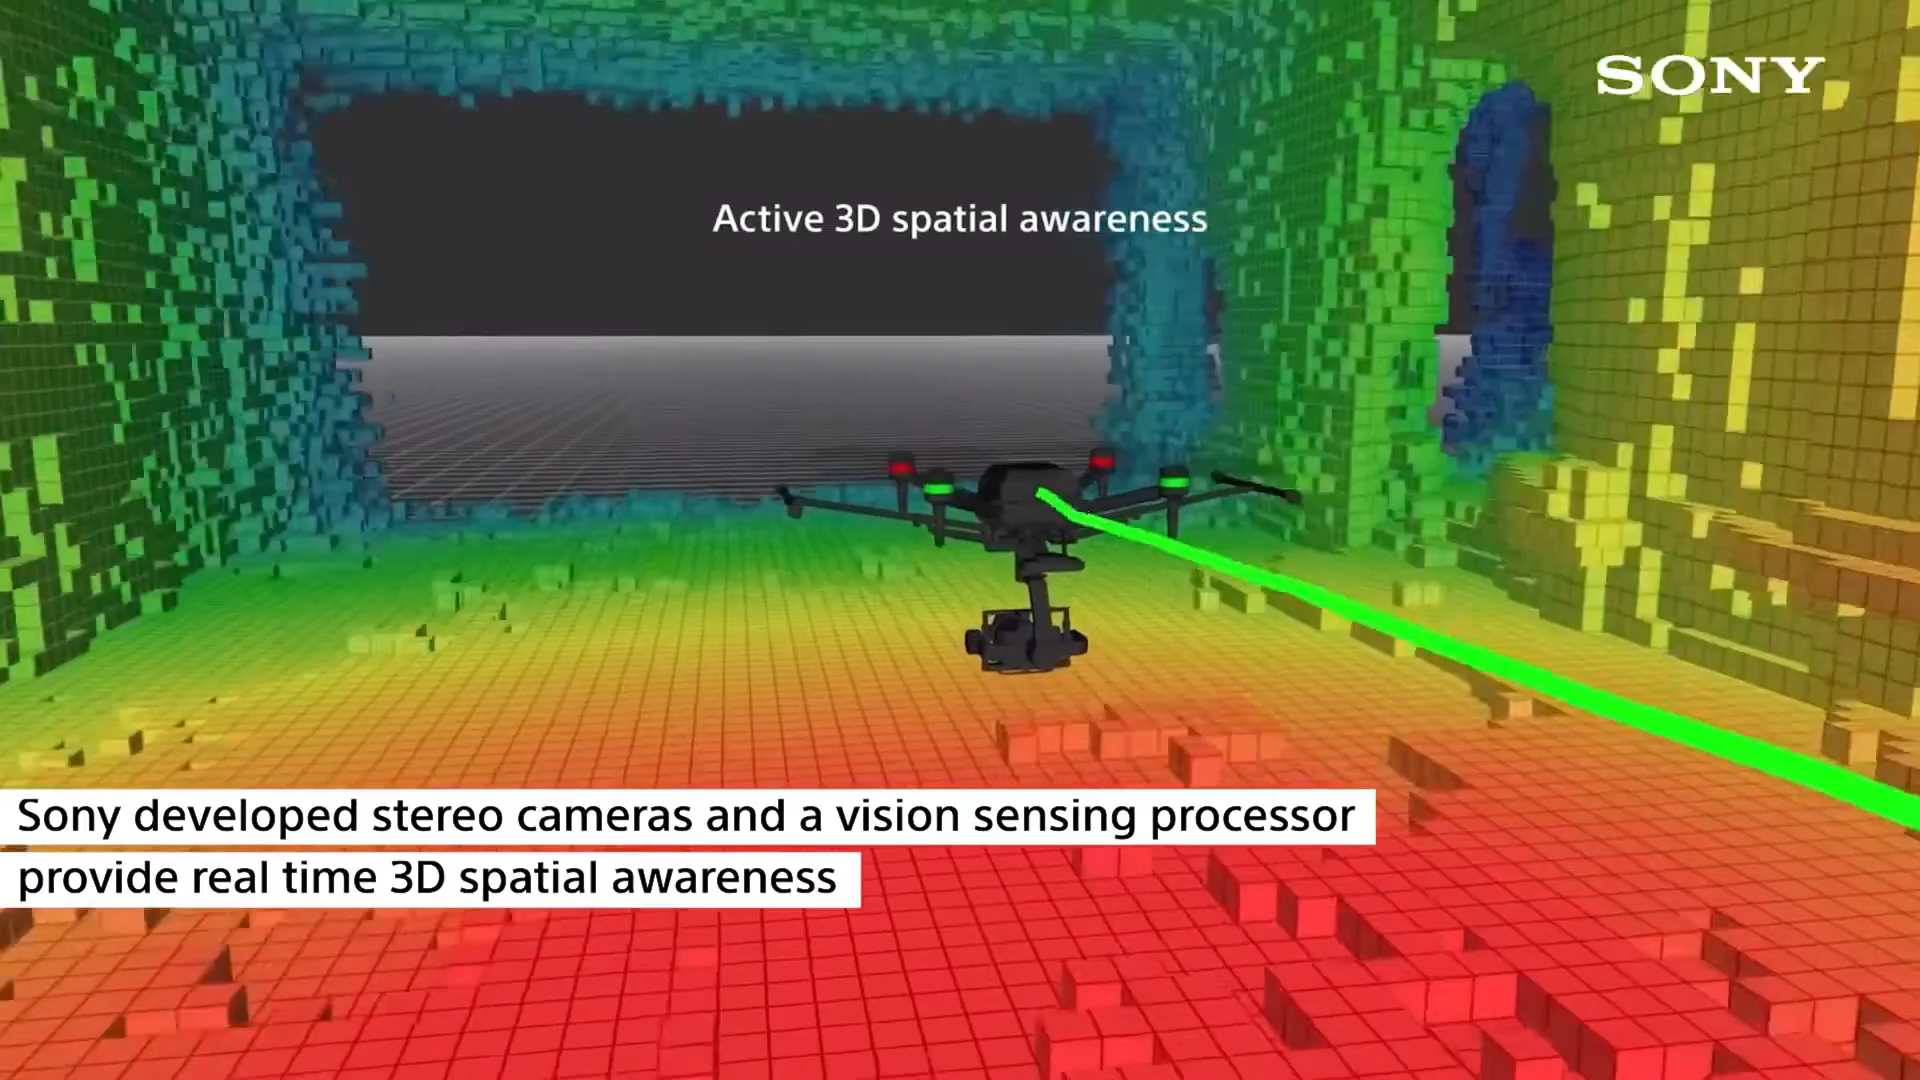 SONY
Active 3D spatial awareness
Sony developed stereo cameras and a vision sensing processor
provide real time 3D spatial awareness